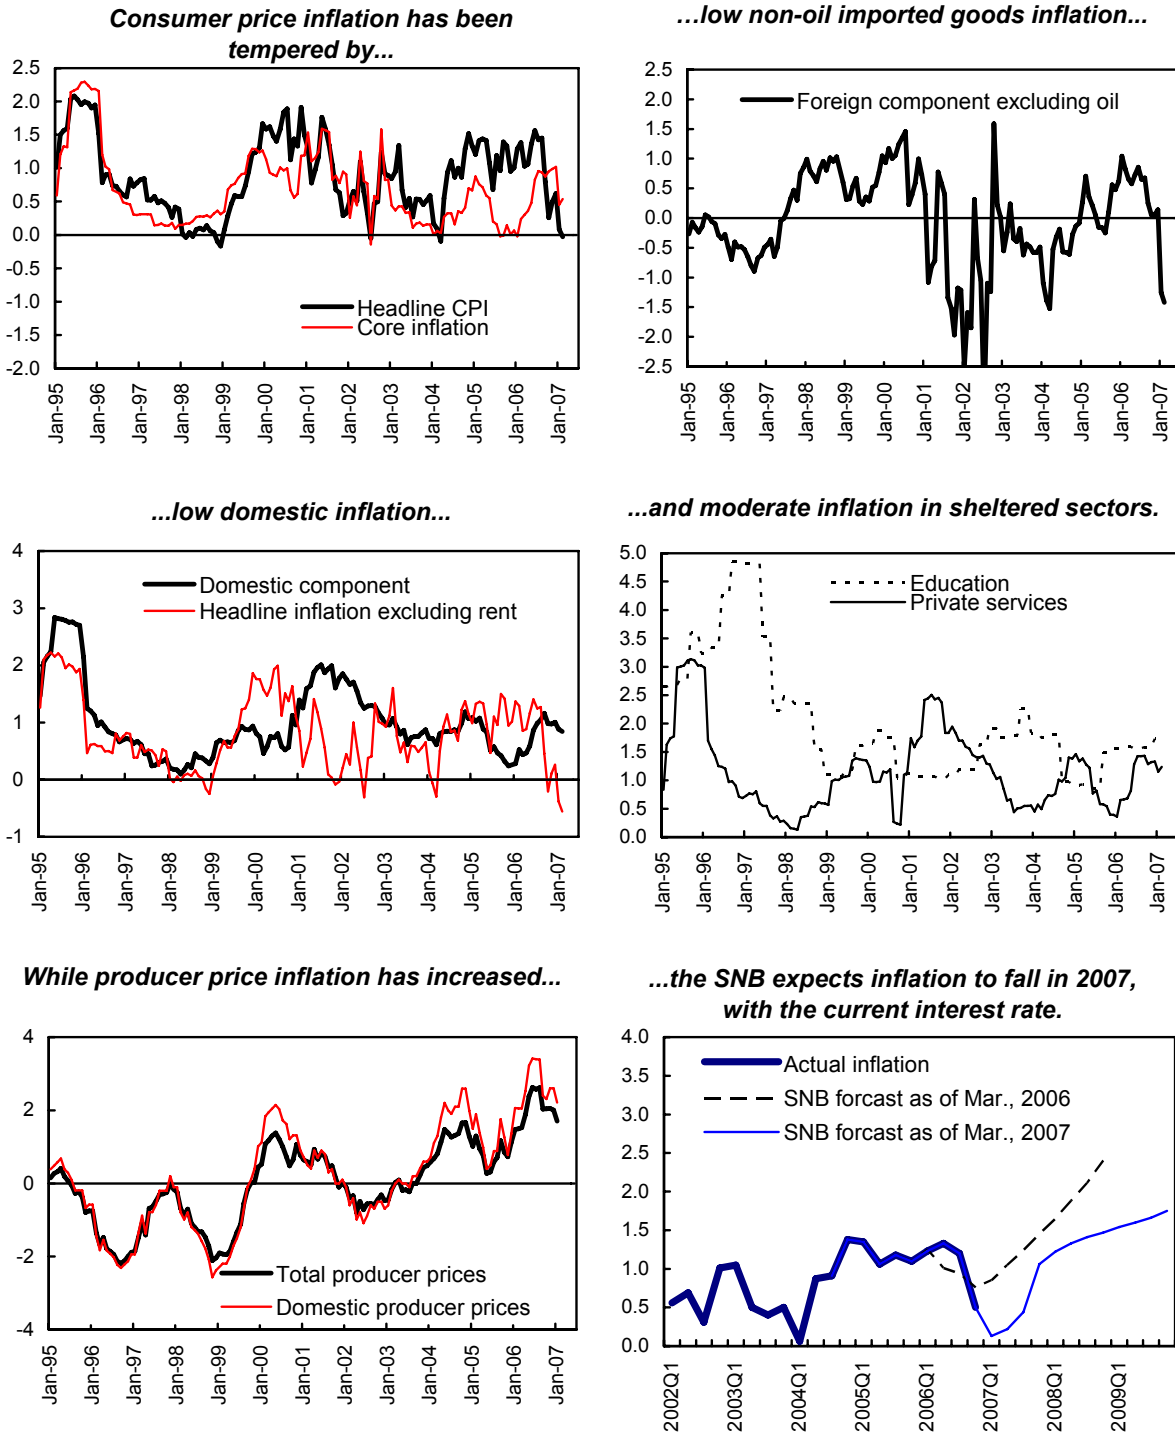 Consumer price inflation has been
tempered by...
2.5
2.0
1.5
1.0
0.5
0.0
-0.5
-1.0
-1.5
-2.0
Headline CPI
Core inflation
Jan-95
Jan-96
Jan-97
Jan-98
Jan-99
Jan-00
Jan-01
Jan-02
Jan-03
Jan-04
Jan-05
Jan-06
Jan-07
...low non-oil imported goods inflation...
2.5
2.0
1.5
1.0
0.5
0.0
-0.5
-1.0
-1.5
-2.0
-2.5
Foreign component excluding oil
Jan-95
Jan-96
Jan-97
Jan-98
Jan-99
Jan-00
Jan-01
Jan-02
Jan-03
Jan-04
Jan-05
Jan-06
Jan-07
...low domestic inflation...
4
3
2
1
0
-1
Domestic component
Headline inflation excluding rent
Jan-95
Jan-96
Jan-97
Jan-98
Jan-99
Jan-00
Jan-01
Jan-02
Jan-03
Jan-04
Jan-05
Jan-06
Jan-07
...and moderate inflation in sheltered sectors.
5.0
4.5
4.0
3.5
3.0
2.5
2.0
1.5
1.0
0.5
0.0
Education
Private services
Jan-95
Jan-96
Jan-97
Jan-98
Jan-99
Jan-00
Jan-01
Jan-02
Jan-03
Jan-04
Jan-05
Jan-06
Jan-07
While producer price inflation has increased...
4
2
0
-2
-4
Total producer prices
Domestic producer prices
Jan-95
Jan-96
Jan-97
Jan-98
Jan-99
Jan-00
Jan-01
Jan-02
Jan-03
Jan-04
Jan-05
Jan-06
Jan-07
...the SNB expects inflation to fall in 2007,
with the current interest rate.
4.0
3.5
3.0
2.5
2.0
1.5
1.0
0.5
0.0
Actual inflation
SNB forcast as of Mar., 2006
SNB forcast as of Mar., 2007
2002Q1
2003Q1
2004Q1
2005Q1
2006Q1
2007Q1
2008Q1
2009Q1